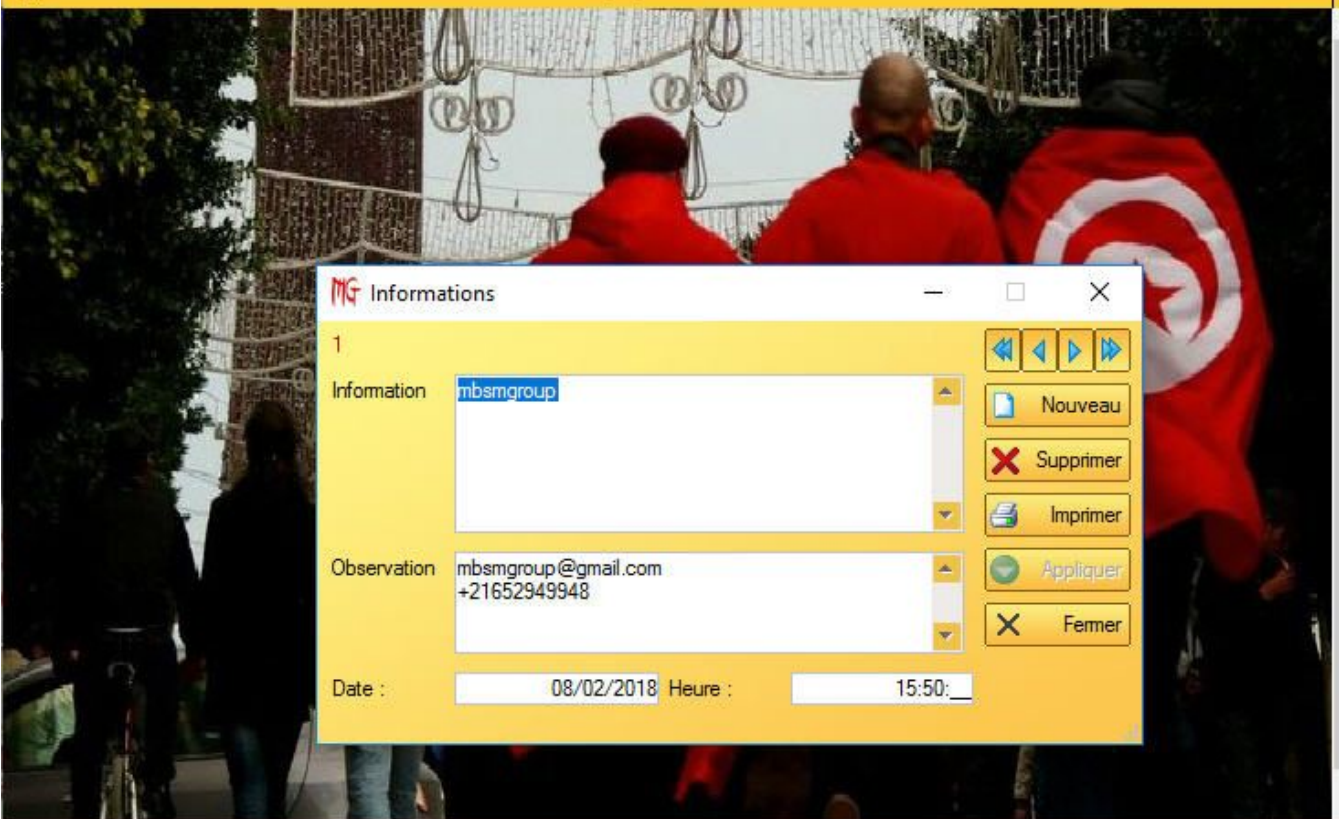 MG Informations
1
Information
mbsmgroup
Nouveau
Supprimer
Imprimer
Observation
mbsmgroup@gmail.com
+21652949948
Appliquer
Fermer
Date :
08/02/2018
Heure :
15:50:__